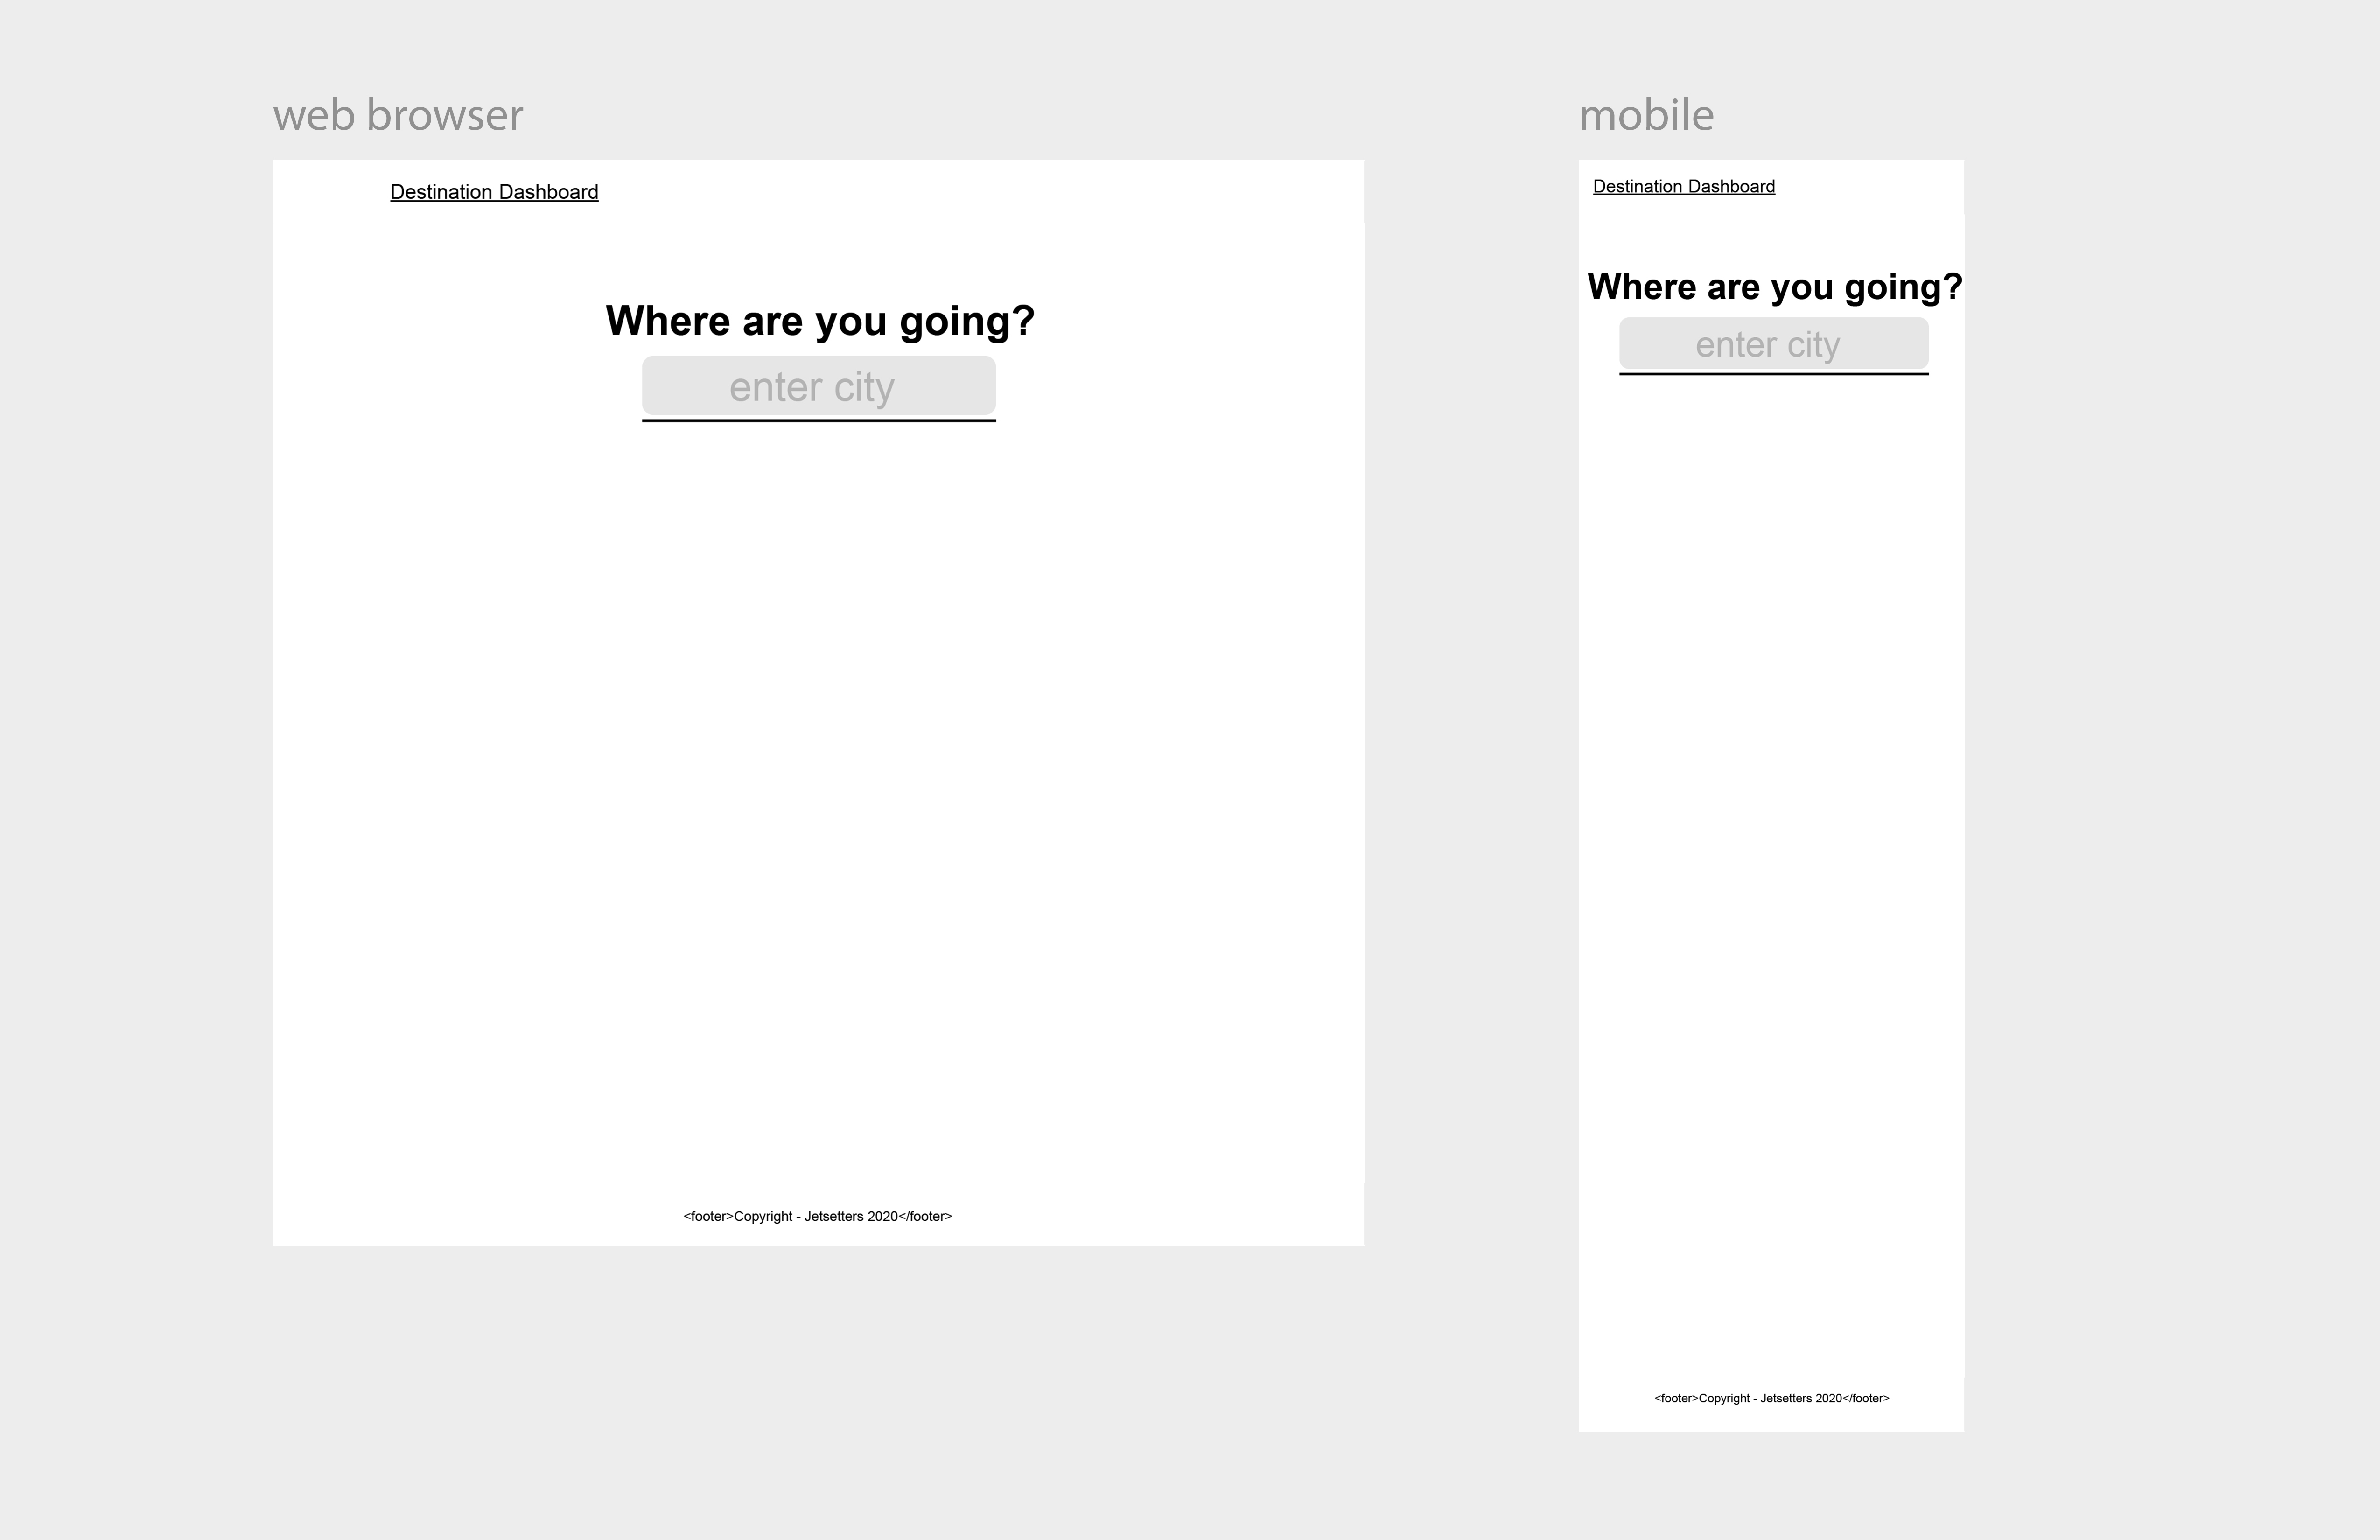 web browser
Destination Dashboard
Where are you going?
enter city
<footer>Copyright - Jetsetters 2020</footer>
mobile
Destination Dashboard
Where are you going?
enter city
<footer>Copyright - Jetsetters 2020</footer>